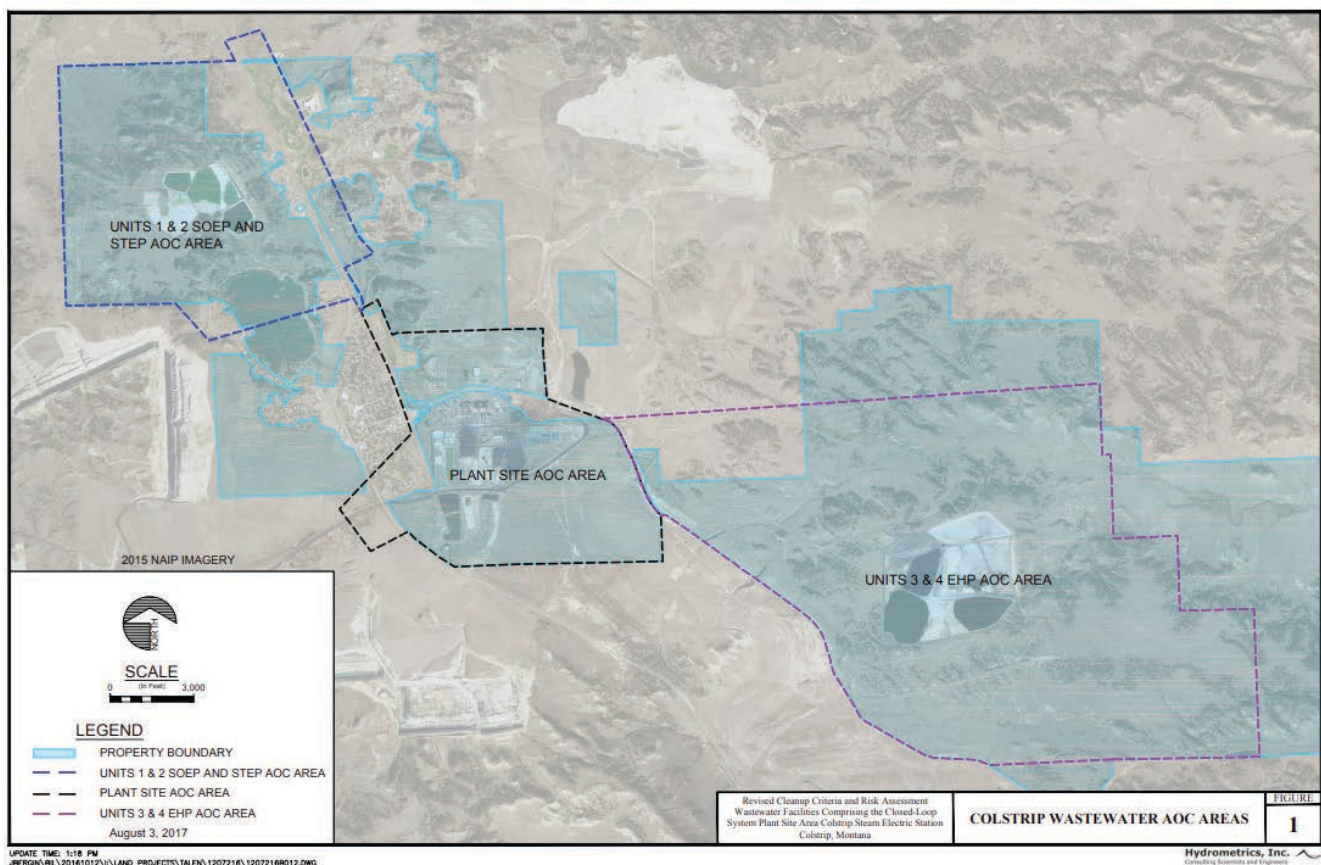 UNITS 1 & 2 SOEP AND
STEP AOC AREA
PLANT SITE AOC AREA
UNITS 3 & 4 EHP AOC AREA
2015 NAIP IMAGERY
NORTH
SCALE
(In Feet)
0 3,000
LEGEND
PROPERTY BOUNDARY
UNITS 1 & 2 SOEP AND STEP AOC AREA
PLANT SITE AOC AREA
UNITS 3 & 4 EHP AOC AREA
August 3, 2017
Revised Cleanup Criteria and Risk Assessment
Wastewater Facilities Comprising the Closed-Loop
System Plant Site Area Colstrip Steam Electric Station
Colstrip, Montana
COLSTRIP WASTEWATER AOC AREAS
FIGURE
1
UPDATE TIME: 1:18 PM
Hydrometrics, Inc.
Consulting Scientists and Engineers